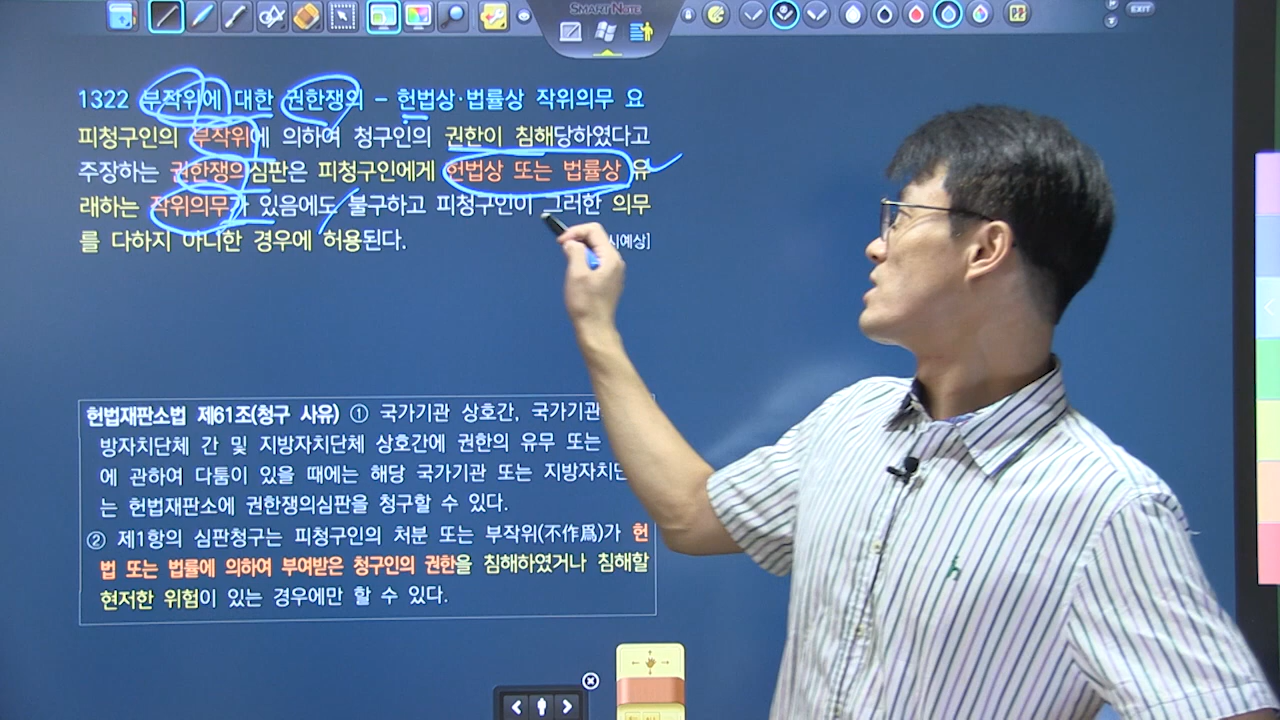 SMART NOTE
EXIT
1322 부작위에 대한 권한쟁의 - 헌법상·법률상 작위의무 요
피청구인의 부작위에 의하여 청구인의 권한이 침해당하였다고
주장하는 권한쟁의심판은 피청구인에게 헌법상 또는 법률상 유
래하는 작위의무가 있음에도 불구하고 피청구인이 그러한 의무
를 다하지 아니한 경우에 허용된다. 시예상]
헌법재판소법 제61조(청구 사유) ① 국가기관 상호간, 국가기관
방자치단체 간 및 지방자치단체 상호간에 권한의 유무 또는
에 관하여 다툼이 있을 때에는 해당 국가기관 또는 지방자치단
는 헌법재판소에 권한쟁의심판을 청구할 수 있다.
② 제1항의 심판청구는 피청구인의 처분 또는 부작위(不作爲)가 헌
법 또는 법률에 의하여 부여받은 청구인의 권한을 침해하였거나 침해할
현저한 위험이 있는 경우에만 할 수 있다.